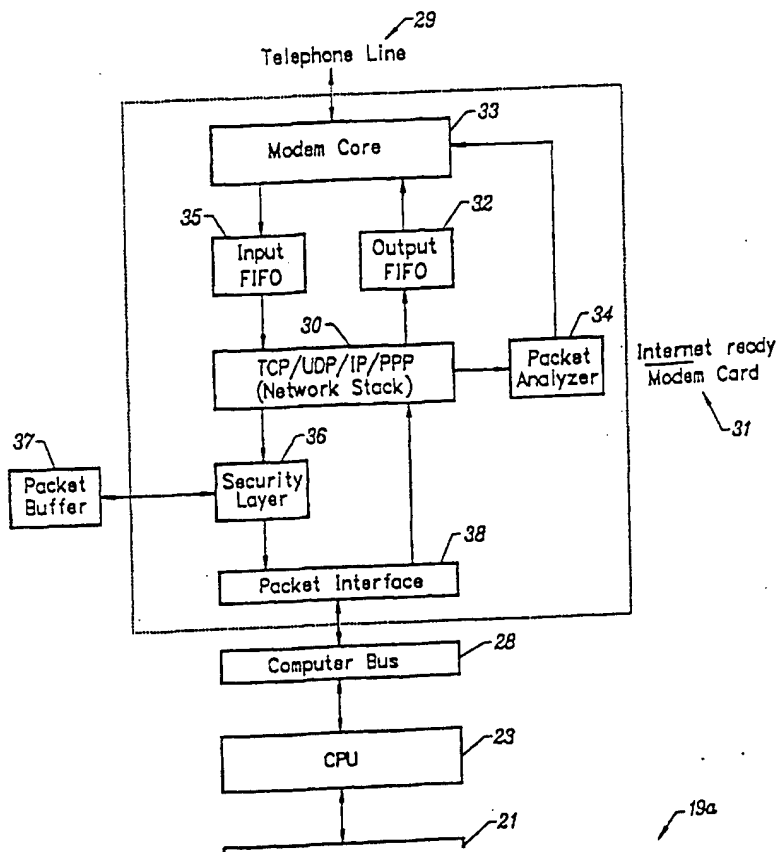 29
Telephone Line
33
Modem Core
35
Input
FIFO
32
Output
FIFO
30
TCP/UDP/IP/PPP
(Network Stack)
34
Packet
Analyzer
Internet ready
Modem Card
31
37
Packet
Buffer
36
Security
Layer
38
Packet Interface
Computer Bus
28
CPU
23
21
19a